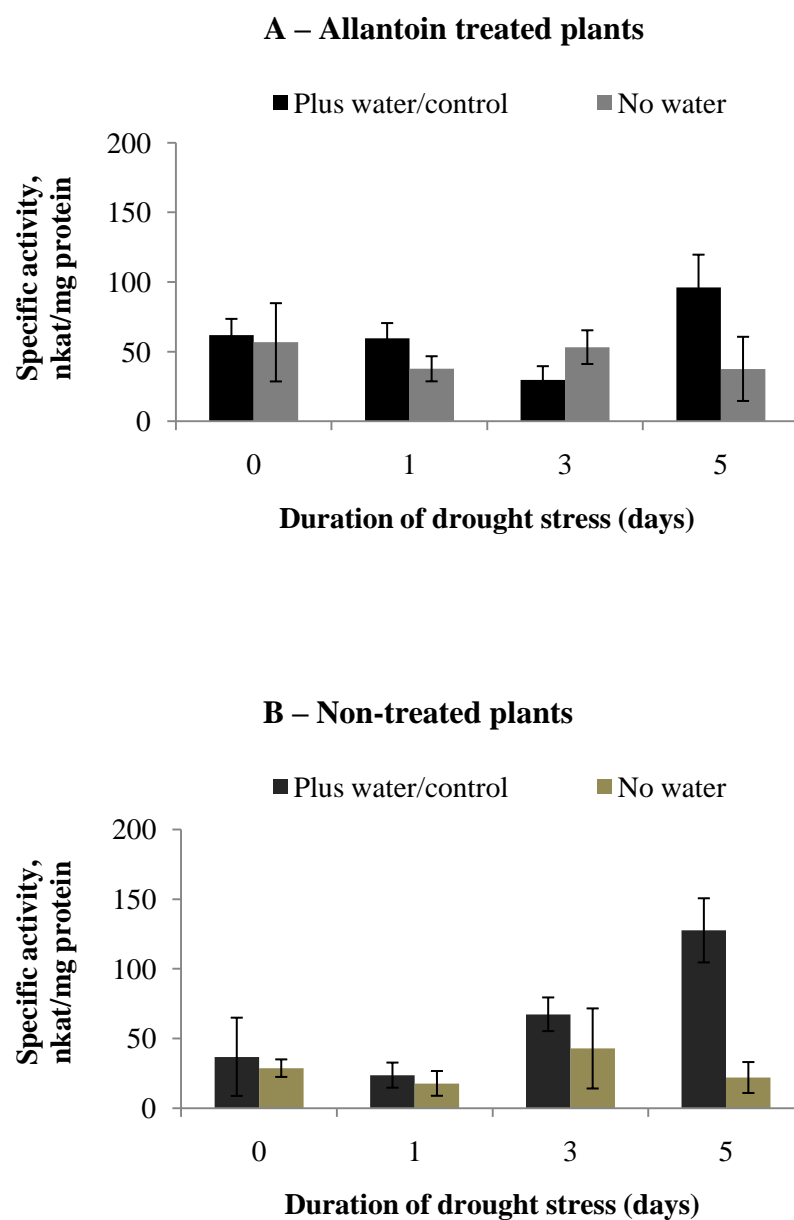 A – Allantoin treated plants
Plus water/control No water
Specific activity,
nkat/mg protein
200
150
100
50
0
0 1 3 5
Duration of drought stress (days)
B – Non-treated plants
Plus water/control No water
Specific activity,
nkat/mg protein
200
150
100
50
0
0 1 3 5
Duration of drought stress (days)